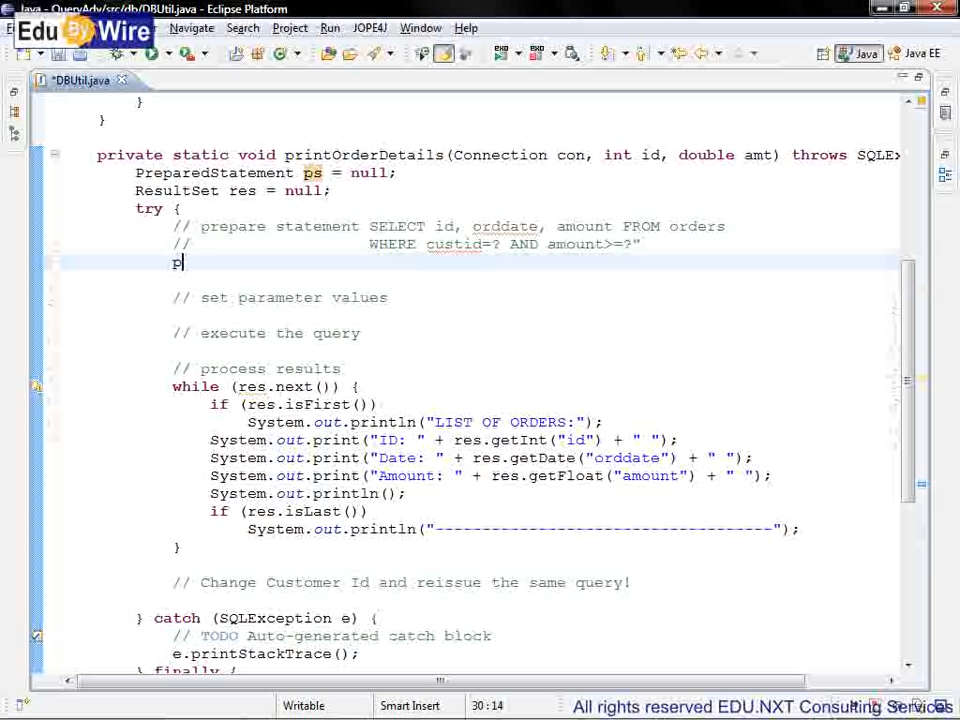 Java - QueryAdv/src/db/DBUtil.java - Eclipse Platform
Edu By Wire
Navigate Search Project Run JOPE4J Window Help
Java Java EE
*DBUtil.java
}
}
private static void printOrderDetails(Connection con, int id, double amt) throws SQLEx
PreparedStatement ps = null;
ResultSet res = null;
try {
// prepare statement SELECT id, orddate, amount FROM orders
// WHERE custid=? AND amount>=?"
p
// set parameter values
// execute the query
// process results
while (res.next()) {
if (res.isFirst())
System.out.println("LIST OF ORDERS:");
System.out.print("ID: " + res.getInt("id") + " ");
System.out.print("Date: " + res.getDate("orddate") + " ");
System.out.print("Amount: " + res.getFloat("amount") + " ");
System.out.println();
if (res.isLast())
System.out.println("------------------------------------");
}
// Change Customer Id and reissue the same query!
} catch (SQLException e) {
// TODO Auto-generated catch block
e.printStackTrace();
} finally {
Writable Smart Insert 30:14
All rights reserved EDU.NXT Consulting Services